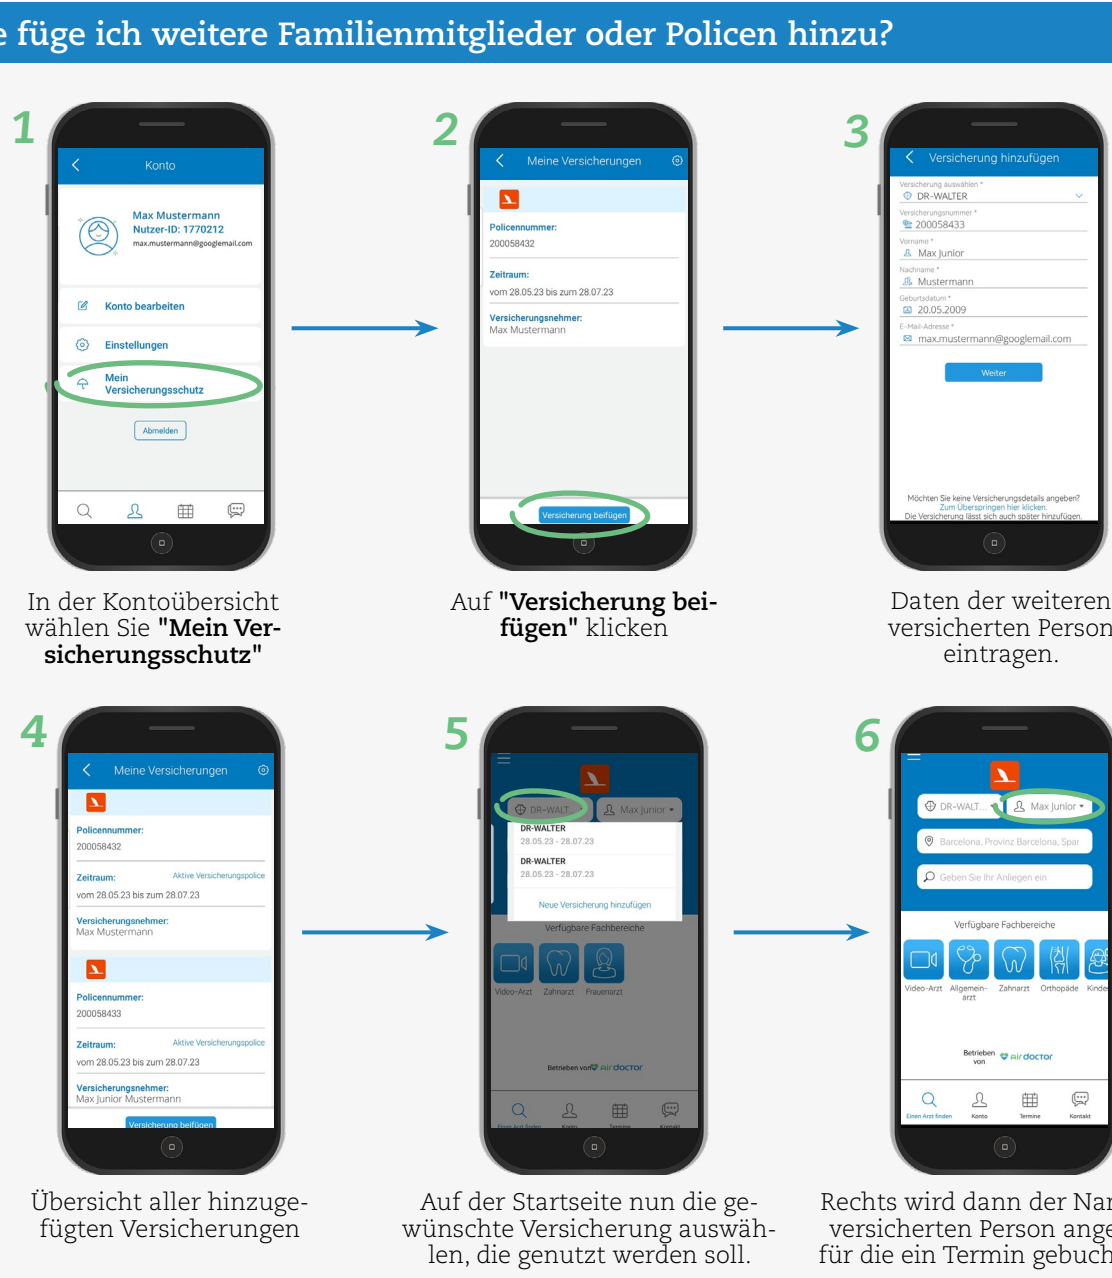 e füge ich weitere Familienmitglieder oder Policen hinzu?
1
Konto
Max Mustermann
Nutzer-ID: 1770212
max.mustermann@googlemail.com
Konto bearbeiten
Einstellungen
Mein
Versicherungsschutz
Abmelden
In der Kontoübersicht
wählen Sie "Mein Ver-
sicherungsschutz"
2
Meine Versicherungen
Policennummer:
200058432
Zeitraum:
vom 28.05.23 bis zum 28.07.23
Versicherungsnehmer:
Max Mustermann
Versicherung beifügen
Auf "Versicherung bei-
fügen" klicken
3
Versicherung hinzufügen
Versicherung auswählen *
DR-WALTER
Versicherungsnummer *
200058433
Vorname *
Max Junior
Nachname *
Mustermann
Geburtsdatum *
20.05.2009
E-Mail-Adresse *
max.mustermann@googlemail.com
Weiter
Möchten Sie keine Versicherungsdetails angeben?
Zum Überspringen hier klicken.
Die Versicherung lässt sich auch später hinzufügen.
Daten der weiteren
versicherten Person
eintragen.
4
Meine Versicherungen
Policennummer:
200058432
Zeitraum: Aktive Versicherungspolice
vom 28.05.23 bis zum 28.07.23
Versicherungsnehmer:
Max Mustermann
Policennummer:
200058433
Zeitraum: Aktive Versicherungspolice
vom 28.05.23 bis zum 28.07.23
Versicherungsnehmer:
Max Junior Mustermann
Versicherung beifügen
Übersicht aller hinzuge-
fügten Versicherungen
5
DR-WALT... Max Junior
DR-WALTER
28.05.23 - 28.07.23
DR-WALTER
28.05.23 - 28.07.23
Neue Versicherung hinzufügen
Verfügbare Fachbereiche
Video-Arzt Zahnarzt Frauenarzt
Betrieben von Air DOCTOR
Einen Arzt finden Konto Termine Kontakt
Auf der Startseite nun die ge-
wünschte Versicherung auswäh-
len, die genutzt werden soll.
6
DR-WALT... Max Junior
Barcelona, Provinz Barcelona, Spar
Geben Sie Ihr Anliegen ein
Verfügbare Fachbereiche
Video-Arzt Allgemein- Zahnarzt Orthopäde Kinde
arzt
Betrieben Air DOCTOR
von
Einen Arzt finden Konto Termine Kontakt
Rechts wird dann der Nar
versicherten Person ange
für die ein Termin gebuch